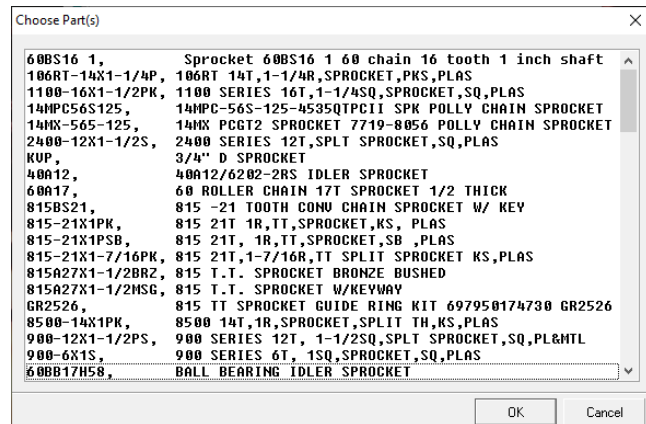 Choose Part(s)
60BS16 1, Sprocket 60BS16 1 60 chain 16 tooth 1 inch shaft
106RT-14X1-1/4P, 106RT 14T,1-1/4R,SPROCKET,PKS,PLAS
1100-16X1-1/2PK, 1100 SERIES 16T,1-1/4SQ,SPROCKET,SQ,PLAS
14MPC56S125, 14MPC-56S-125-4535QTPCII SPK POLLY CHAIN SPROCKET
14MX-565-125, 14MX PCGT2 SPROCKET 7719-8056 POLLY CHAIN SPROCKET
2400-12X1-1/2S, 2400 SERIES 12T,SPLT SPROCKET,SQ,PLAS
KVP, 3/4" D SPROCKET
40A12, 40A12/6202-2RS IDLER SPROCKET
60A17, 60 ROLLER CHAIN 17T SPROCKET 1/2 THICK
815BS21, 815 -21 TOOTH CONV CHAIN SPROCKET W/ KEY
815-21X1PK, 815 21T 1R,TT,SPROCKET,KS, PLAS
815-21X1PSB, 815 21T, 1R,TT,SPROCKET,SB ,PLAS
815-21X1-7/16PK, 815 21T,1-7/16R,TT SPLIT SPROCKET KS,PLAS
815A27X1-1/2BRZ, 815 T.T. SPROCKET BRONZE BUSHED
815A27X1-1/2MSG, 815 T.T. SPROCKET W/KEYWAY
GR2526, 815 TT SPROCKET GUIDE RING KIT 697950174730 GR2526
8500-14X1PK, 8500 14T,1R,SPROCKET,SPLIT TH,KS,PLAS
900-12X1-1/2PS, 900 SERIES 12T, 1-1/2SQ,SPLT SPROCKET,SQ,PL&MTL
900-6X1S, 900 SERIES 6T, 1SQ,SPROCKET,SQ,PLAS
60BB17H58, BALL BEARING IDLER SPROCKET
OK Cancel